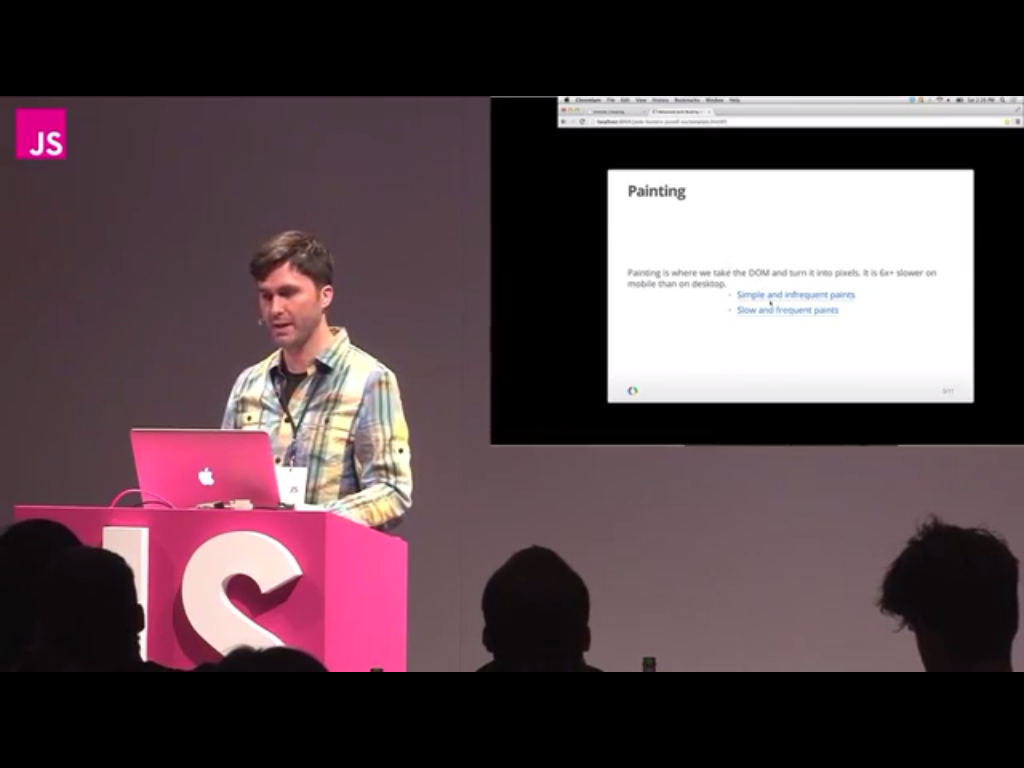 JS
Chromium File Edit View History Bookmarks Window Help
Painting
Painting is where we take the DOM and turn it into pixels. It is 6x+ slower on
mobile than on desktop.
Simple and infrequent paints
Slow and frequent paints
JS
JS